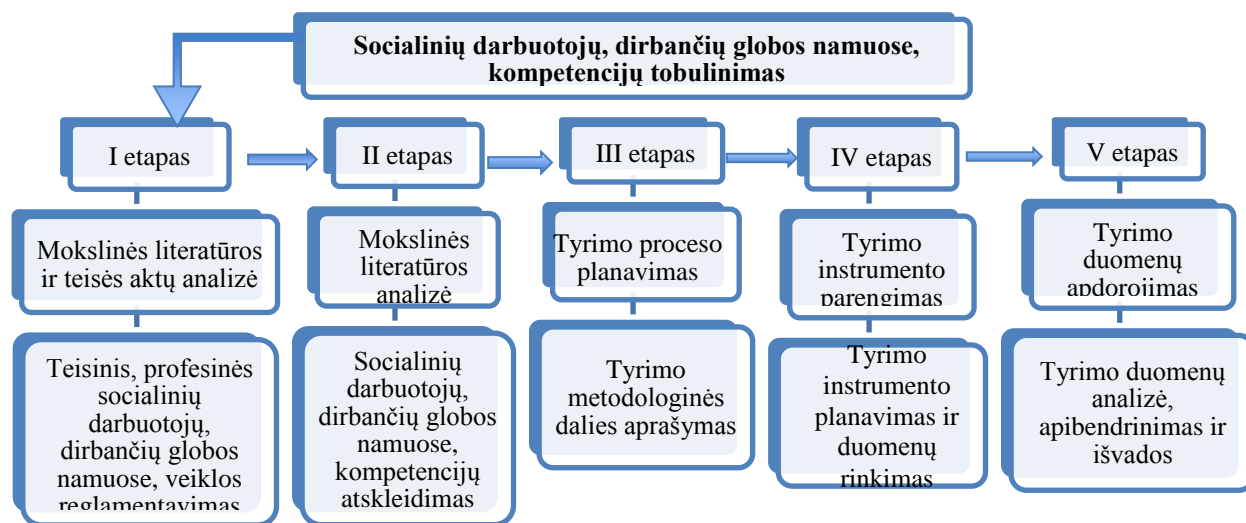 Socialinių darbuotojų, dirbančių globos namuose,
kompetencijų tobulinimas
I etapas
II etapas
III etapas
IV etapas
V etapas
Mokslinės literatūros
ir teisės aktų analizė
Mokslinės
literatūros
analizė
Tyrimo proceso
planavimas
Tyrimo
instrumento
parengimas
Tyrimo
duomenų
apdorojimas
Teisinis, profesinės
socialinių
darbuotojų,
dirbančių globos
namuose, veiklos
reglamentavimas
Socialinių
darbuotojų,
dirbančių globos
namuose,
kompetencijų
atskleidimas
Tyrimo
metodologinės
dalies aprašymas
Tyrimo
instrumento
planavimas ir
duomenų
rinkimas
Tyrimo duomenų
analizė,
apibendrinimas ir
išvados